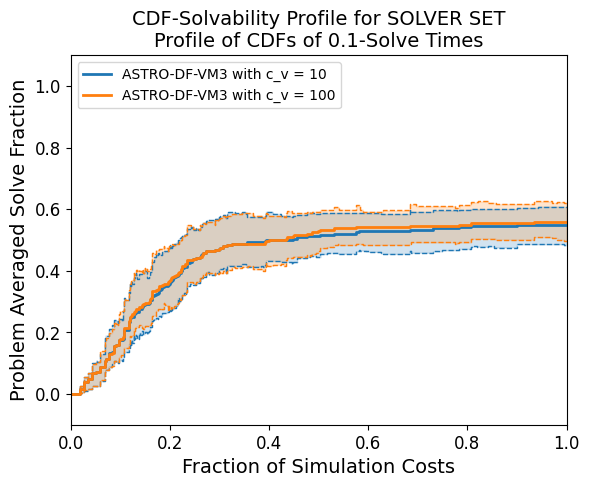 CDF-Solvability Profile for SOLVER SET
Profile of CDFs of 0.1-Solve Times
ASTRO-DF-VM3 with c_v = 10
ASTRO-DF-VM3 with c_v = 100
Problem Averaged Solve Fraction
1.0
0.8
0.6
0.4
0.2
0.0
0.0 0.2 0.4 0.6 0.8 1.0
Fraction of Simulation Costs